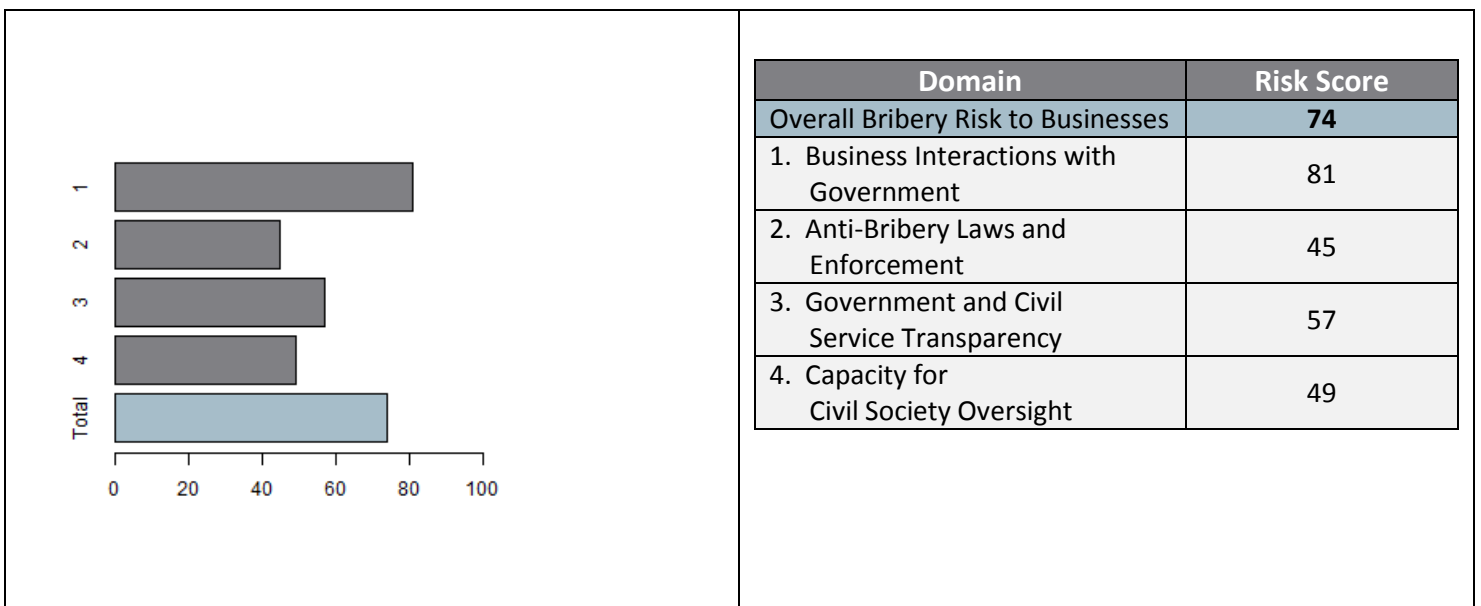 1
2
3
4
Total
0 20 40 60 80 100
Domain Risk Score
Overall Bribery Risk to Businesses 74
1. Business Interactions with
Government
81
2. Anti-Bribery Laws and
Enforcement
45
3. Government and Civil
Service Transparency
57
4. Capacity for
Civil Society Oversight
49